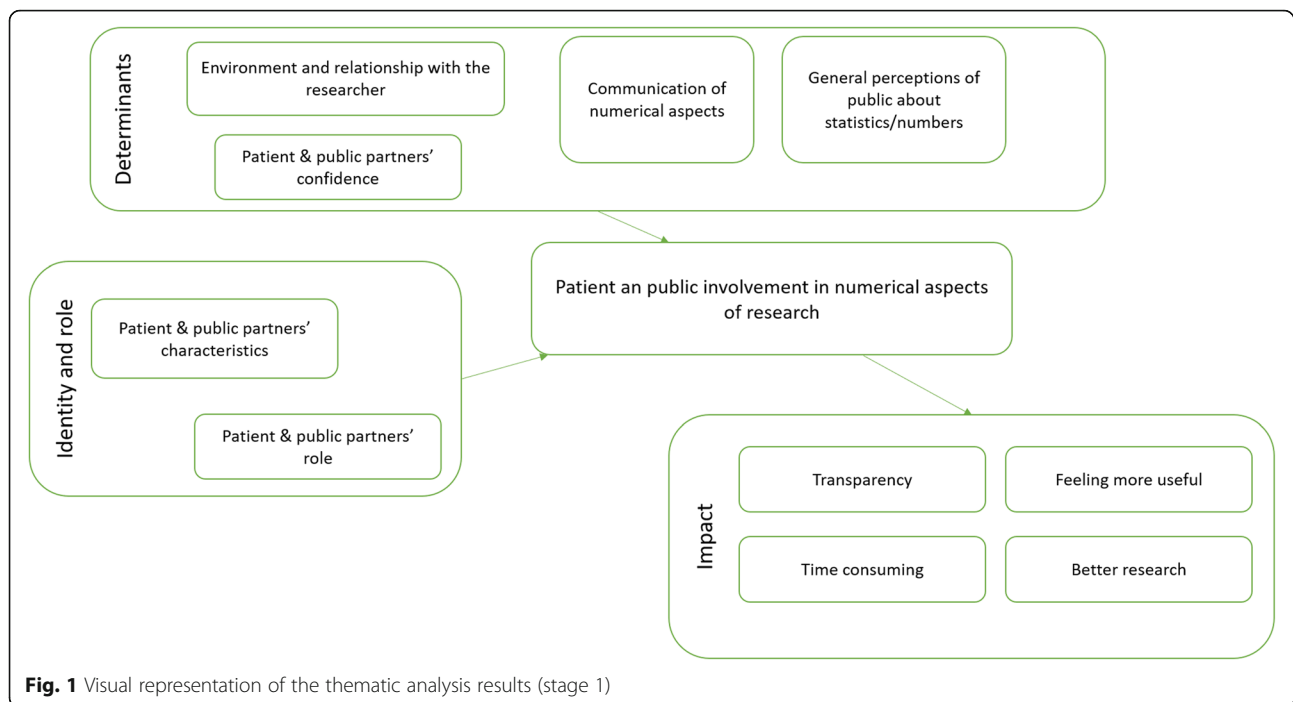 Determinants
Environment and relationship with the
researcher
Patient & public partners’
confidence
Communication of
numerical aspects
General perceptions of
public about
statistics/numbers
Identity and role
Patient & public partners’
characteristics
Patient & public partners’
role
Patient an public involvement in numerical aspects
of research
Impact
Transparency
Feeling more useful
Time consuming
Better research
Fig. 1 Visual representation of the thematic analysis results (stage 1)